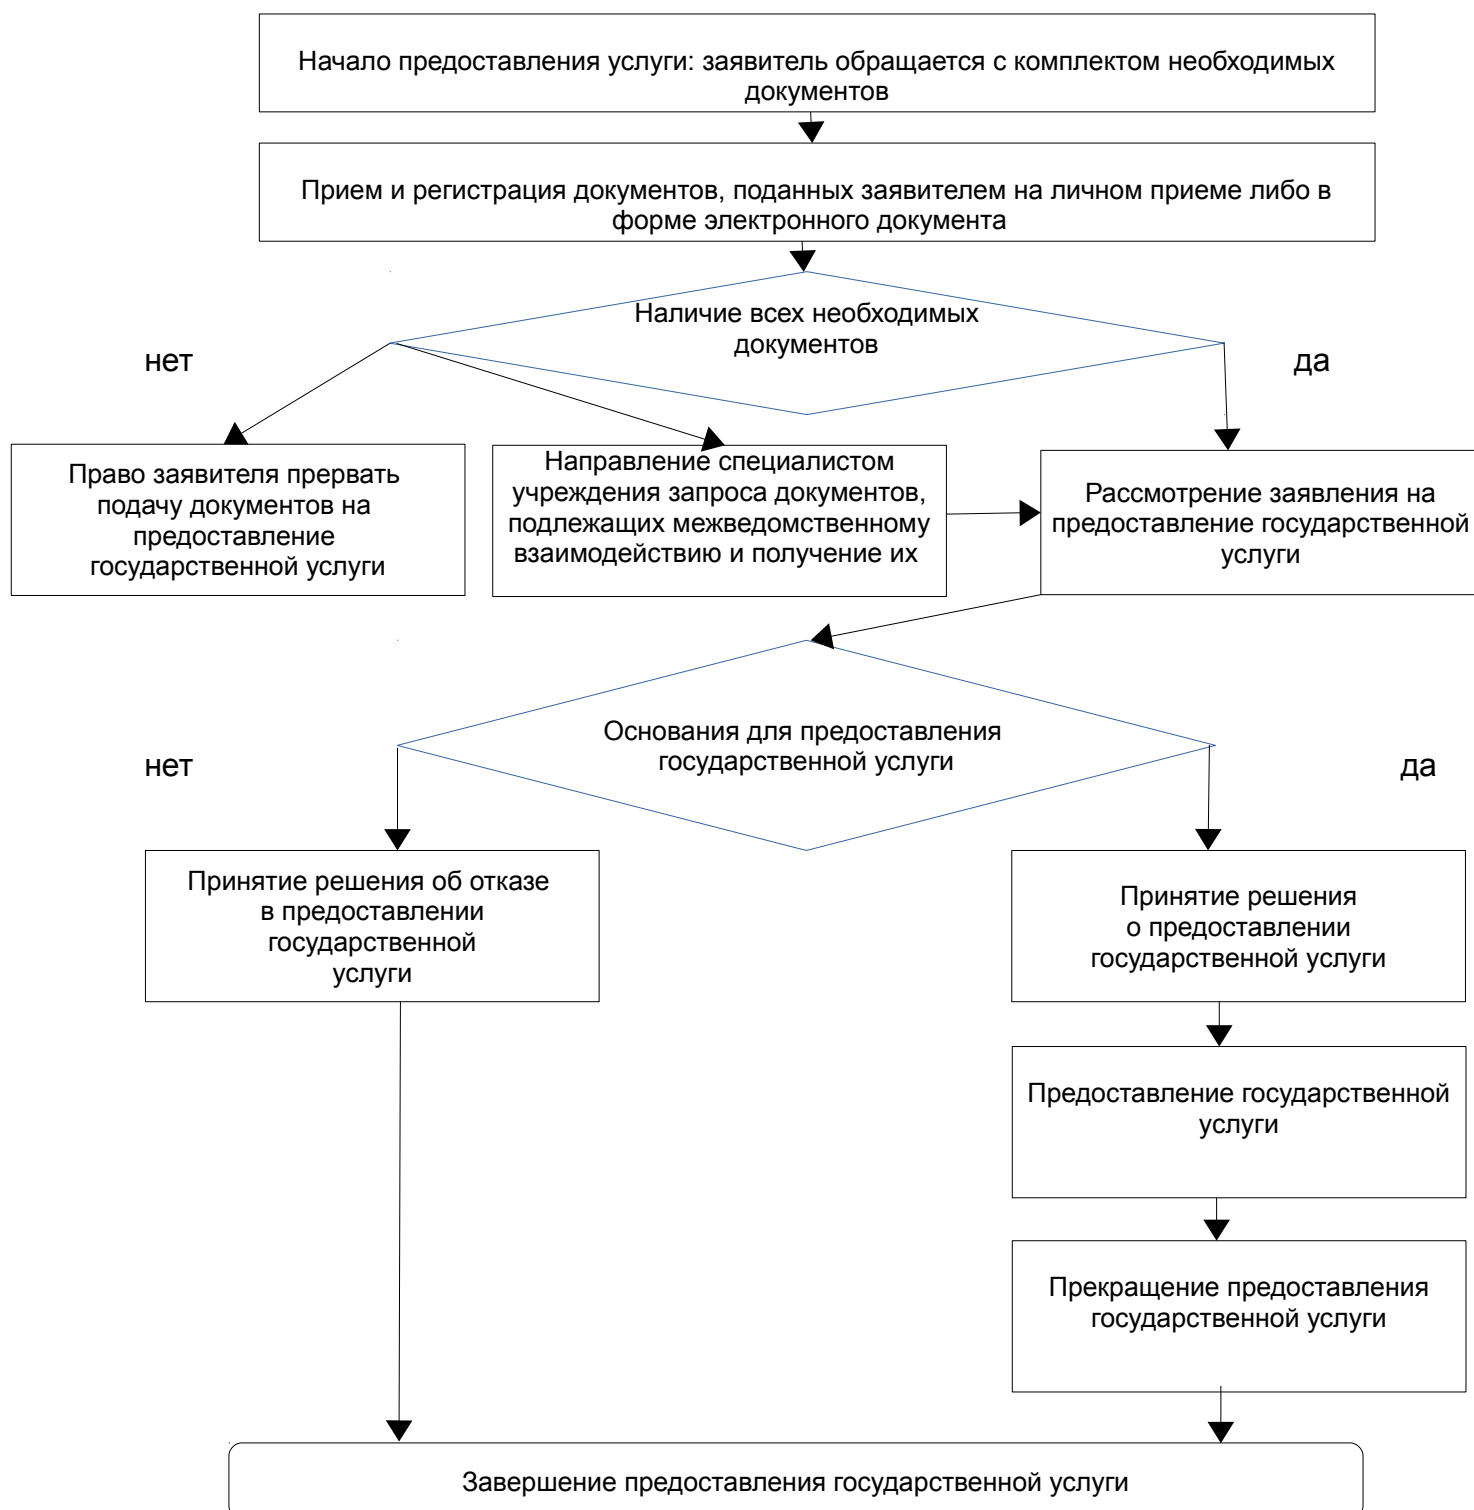 Начало предоставления услуги: заявитель обращается с комплектом необходимых
документов
Прием и регистрация документов, поданных заявителем на личном приеме либо в
форме электронного документа
Наличие всех необходимых
документов
нет
да
Право заявителя прервать
подачу документов на
предоставление
государственной услуги
Направление специалистом
учреждения запроса документов,
подлежащих межведомственному
взаимодействию и получение их
Рассмотрение заявления на
предоставление государственной
услуги
Основания для предоставления
государственной услуги
нет
да
Принятие решения об отказе
в предоставлении
государственной
услуги
Принятие решения
о предоставлении
государственной услуги
Предоставление государственной
услуги
Прекращение предоставления
государственной услуги
Завершение предоставления государственной услуги